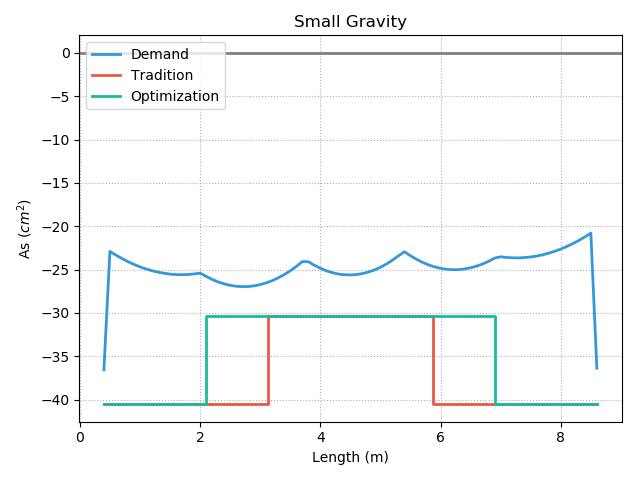 Small Gravity
Demand
Tradition
Optimization
0
−5
−10
−15
−20
−25
−30
−35
−40
As (cm²)
0 2 4 6 8
Length (m)